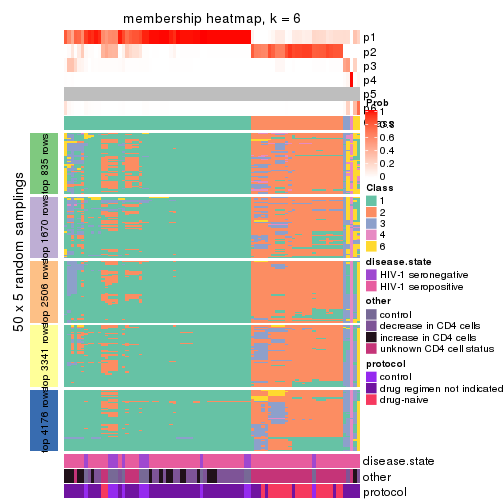 membership heatmap, k = 6
p1
p2
p3
p4
p5
p6
Class
50 x 5 random samplings
top 835 rows
top 1670 rows
top 2506 rows
top 3341 rows
top 4176 rows
Prob
1
0.8
0.6
0.4
0.2
0
Class
1
2
3
4
6
disease.state
HIV-1 seronegative
HIV-1 seropositive
other
control
decrease in CD4 cells
increase in CD4 cells
unknown CD4 cell status
protocol
control
drug regimen not indicated
drug-naive
disease.state
other
protocol